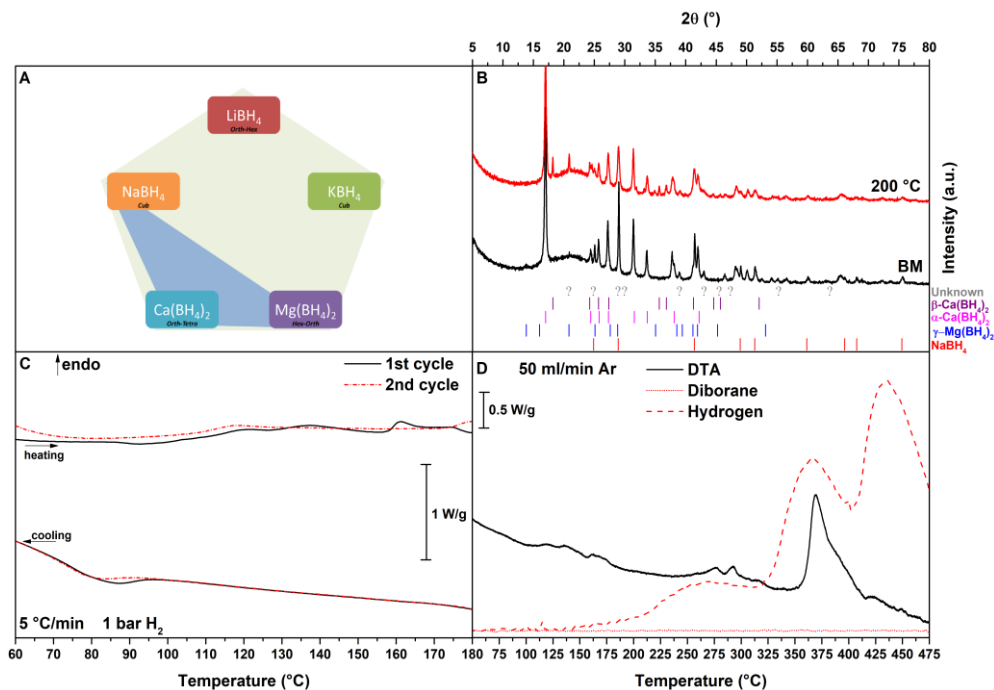 2θ (°)
5 10 15 20 25 30 35 40 45 50 55 60 65 70 75 80
A
LiBH4
Orth-Hex
NaBH4
Cub
KBH4
Cub
Ca(BH4)2
Orth-Tetra
Mg(BH4)2
Hex-Orth
B
200 °C
BM
Intensity (a.u.)
? ? ? ? ? ? ? ? ? ?
Unknown
β-Ca(BH4)2
α-Ca(BH4)2
γ-Mg(BH4)2
NaBH4
C
endo
1st cycle
2nd cycle
0.5 W/g
heating
1 W/g
cooling
5 °C/min 1 bar H2
60 70 80 90 100 110 120 130 140 150 160 170 180
Temperature (°C)
D
50 ml/min Ar
DTA
Diborane
Hydrogen
75 100 125 150 175 200 225 250 275 300 325 350 375 400 425 450 475
Temperature (°C)